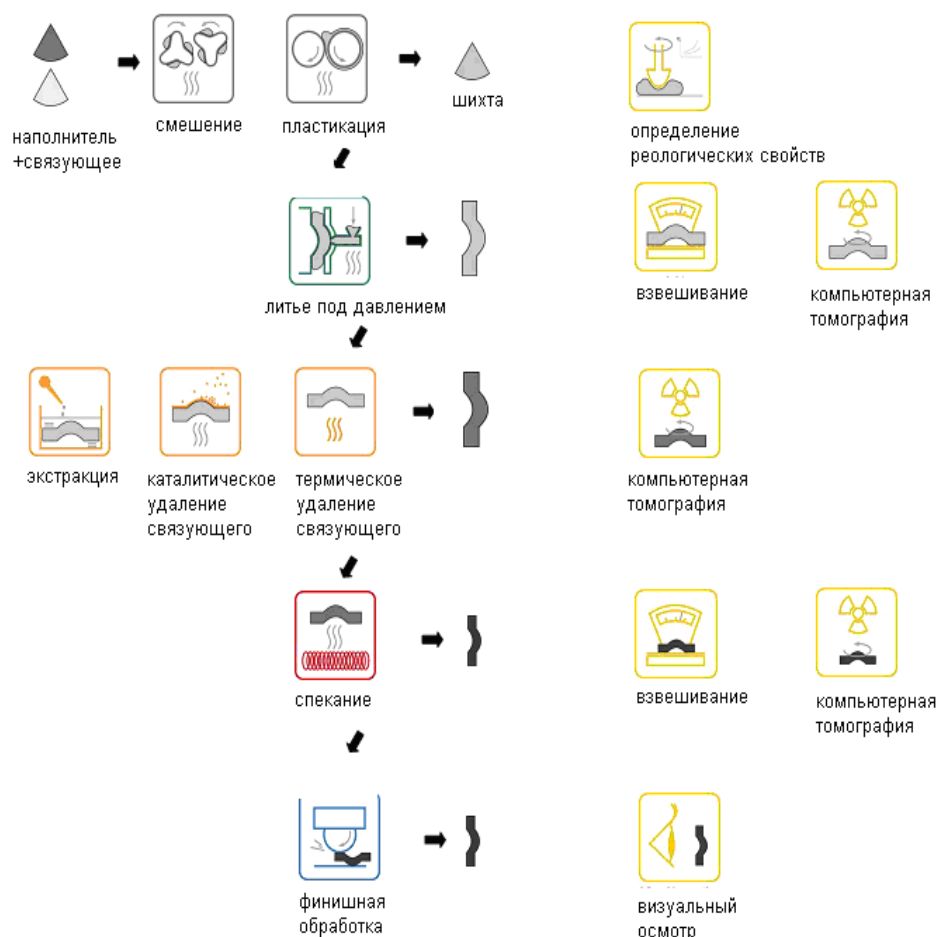 наполнитель
+связующее
смешение
пластикация
шихта
определение
реологических свойств
литье под давлением
взвешивание
компьютерная
томография
экстракция
каталитическое
удаление
связующего
термическое
удаление
связующего
компьютерная
томография
спекание
взвешивание
компьютерная
томография
финишная
обработка
визуальный
осмотр